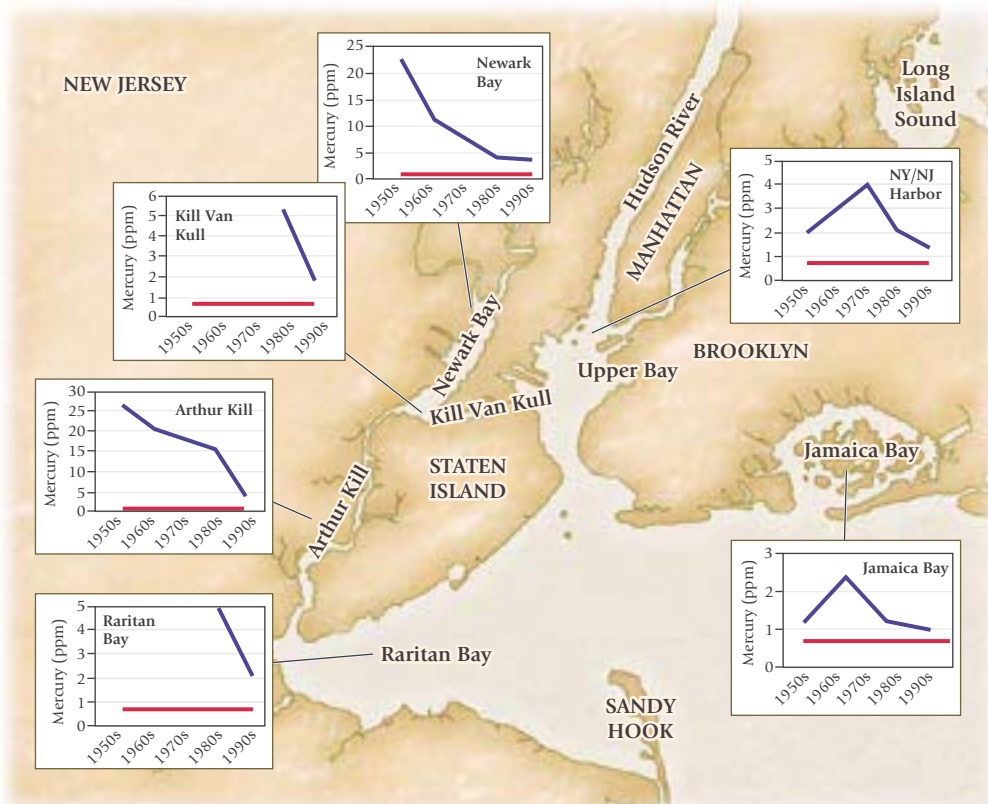 NEW JERSEY
Mercury (ppm)
25
20
15
10
5
0
Newark
Bay
1950s
1960s
1970s
1980s
1990s
Long
Island
Sound
Hudson River
MANHATTAN
Mercury (ppm)
5
4
3
2
1
0
NY/NJ
Harbor
1950s
1960s
1970s
1980s
1990s
Mercury (ppm)
6
5
4
3
2
1
0
Kill Van
Kull
1950s
1960s
1970s
1980s
1990s
Newark Bay
BROOKLYN
Upper Bay
Kill Van Kull
Mercury (ppm)
30
25
20
15
10
5
0
Arthur Kill
1950s
1960s
1970s
1980s
1990s
STATEN
ISLAND
Arthur Kill
Jamaica Bay
Mercury (ppm)
3
2
1
0
Jamaica Bay
1950s
1960s
1970s
1980s
1990s
Mercury (ppm)
5
4
3
2
1
0
Raritan
Bay
1950s
1960s
1970s
1980s
1990s
Raritan Bay
SANDY
HOOK